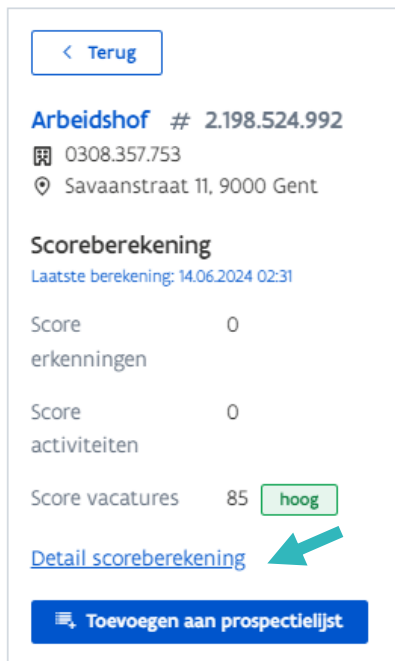 Terug
Arbeidshof # 2.198.524.992
0308.357.753
Savaanstraat 11, 9000 Gent
Scoreberekening
Laatste berekening: 14.06.2024 02:31
Score 0
erkenningen
Score 0
activiteiten
Score vacatures 85 hoog
Detail scoreberekening
Toevoegen aan prospectielijst